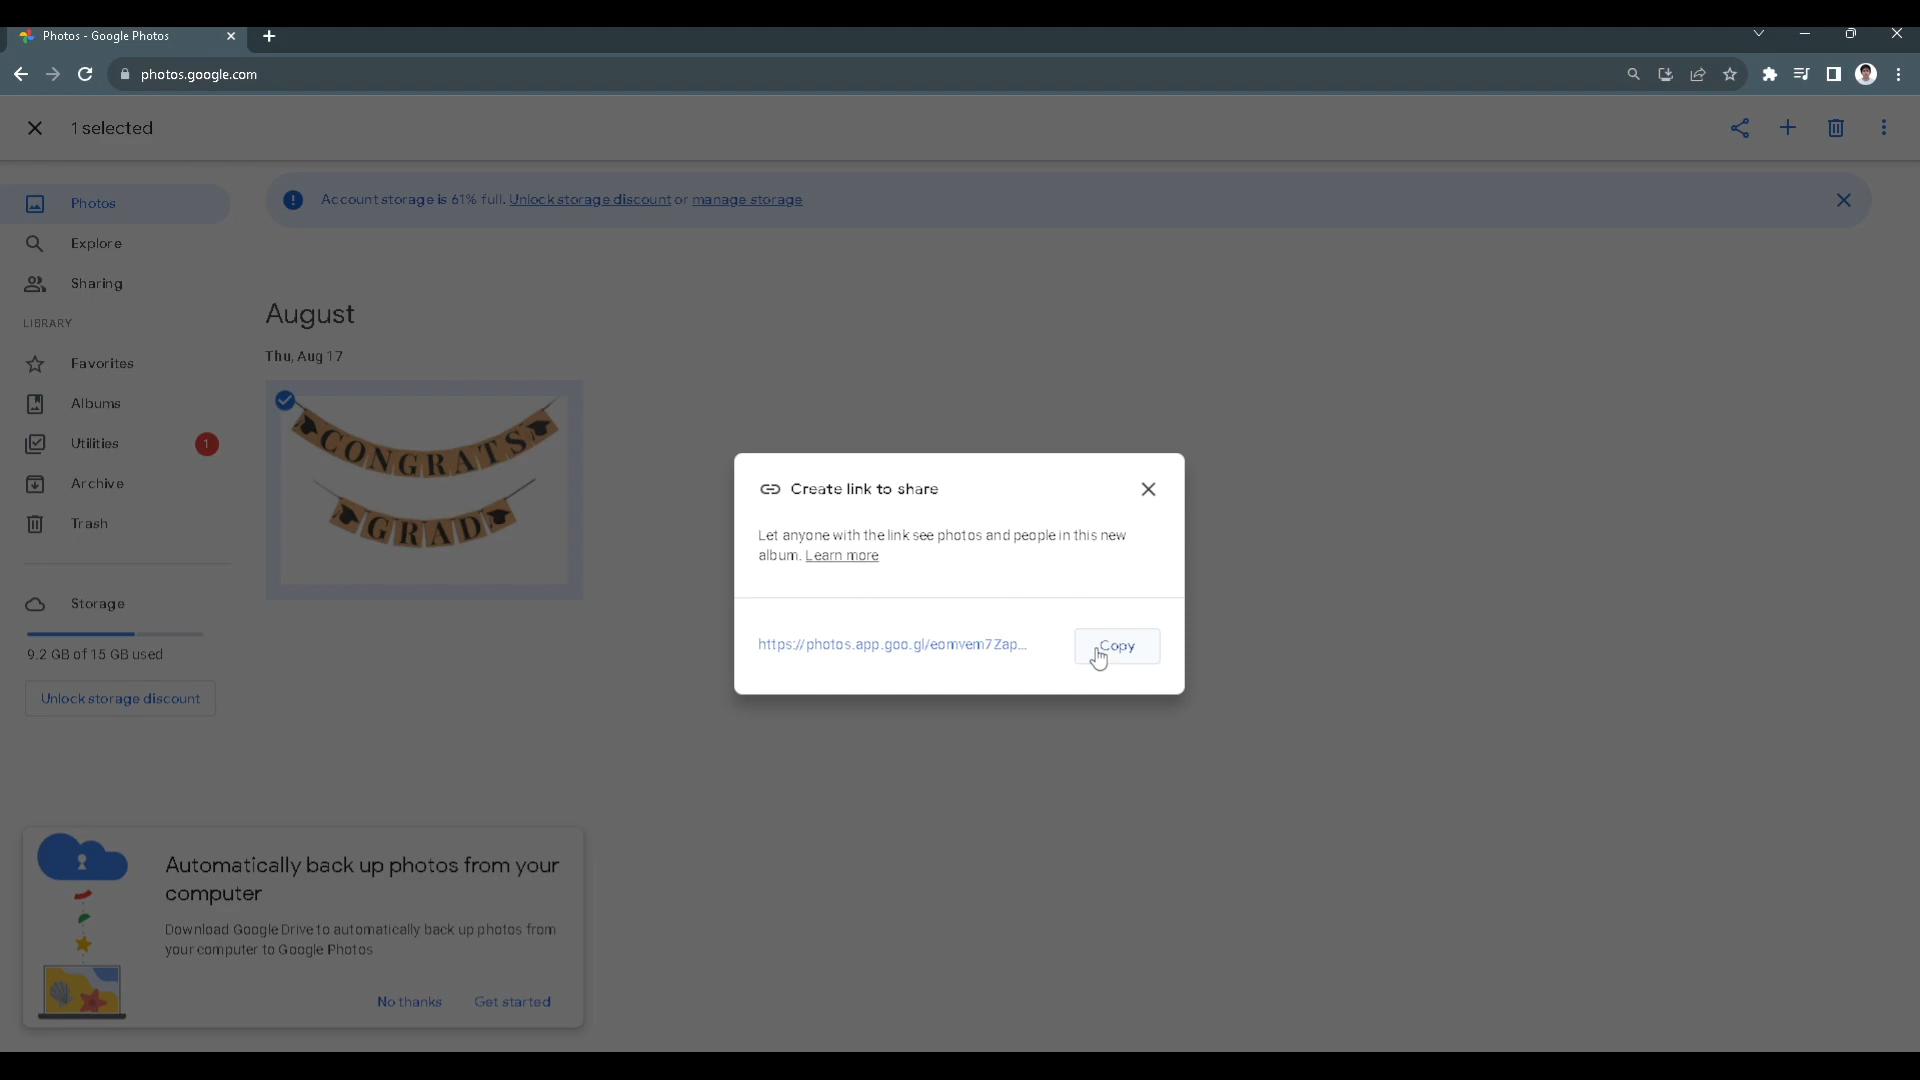 Photos - Google Photos
photos.google.com
1 selected
Photos
Account storage is 61% full. Unlock storage discount or manage storage
Explore
Sharing
LIBRARY
August
Thu, Aug 17
Favorites
Albums
Utilities
1
Archive
Trash
CONGRATS
GRAD
Create link to share
Let anyone with the link see photos and people in this new
album. Learn more
https://photos.app.goo.gl/eomvem7Zap...
Copy
Storage
9.2 GB of 15 GB used
Unlock storage discount
Automatically back up photos from your
computer
Download Google Drive to automatically back up photos from
your computer to Google Photos
No thanks
Get started